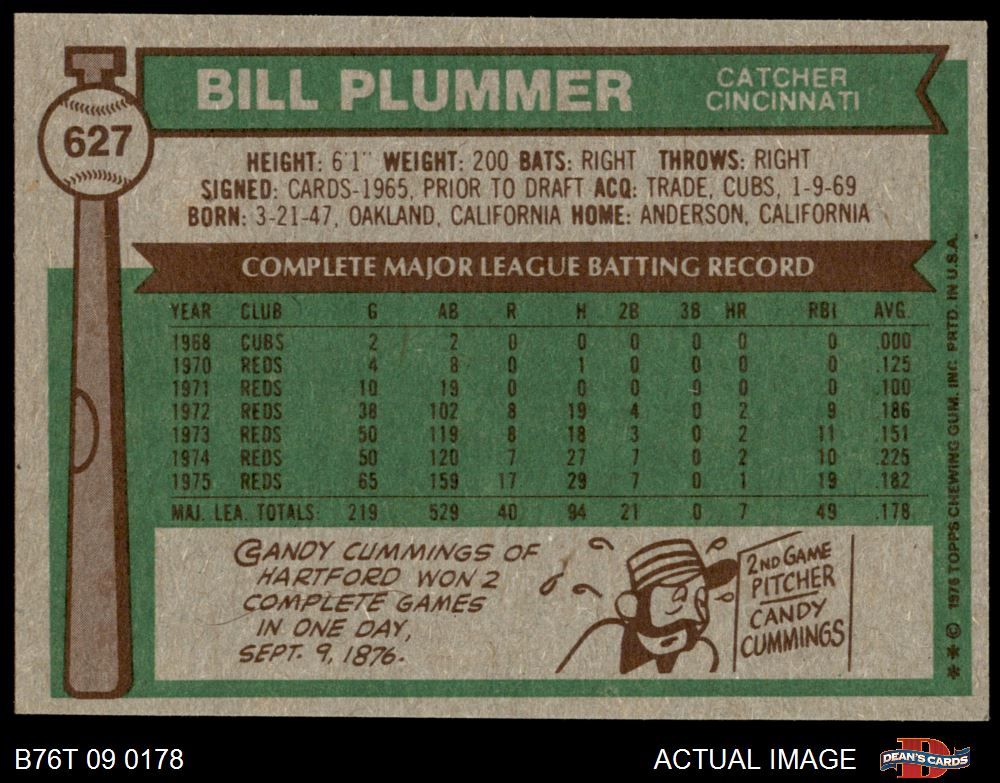 627
BILL PLUMMER
CATCHER
CINCINNATI
HEIGHT: 6'1" WEIGHT: 200 BATS: RIGHT THROWS: RIGHT
SIGNED: CARDS-1965, PRIOR TO DRAFT ACQ: TRADE, CUBS, 1-9-69
BORN: 3-21-47, OAKLAND, CALIFORNIA HOME: ANDERSON, CALIFORNIA
COMPLETE MAJOR LEAGUE BATTING RECORD
YEAR CLUB G AB R H 2B 3B HR RBI AVG.
1968 CUBS 2 2 0 0 0 0 0 0 .000
1970 REDS 4 8 0 1 0 0 0 0 .125
1971 REDS 10 19 0 0 0 0 0 0 .100
1972 REDS 38 102 8 19 4 0 2 9 .186
1973 REDS 50 119 8 18 3 0 2 11 .151
1974 REDS 50 120 7 27 7 0 2 10 .225
1975 REDS 65 159 17 29 7 0 1 19 .182
MAJ. LEA. TOTALS 219 529 40 94 21 0 7 49 .178
CANDY CUMMINGS OF
HARTFORD WON 2
COMPLETE GAMES
IN ONE DAY,
SEPT. 9, 1876.
2ND GAME
PITCHER
CANDY
CUMMINGS
** © 1976 TOPPS CHEWING GUM, INC. PRTD. IN U.S.A.
B76T 09 0178
ACTUAL IMAGE
DEAN'S CARDS